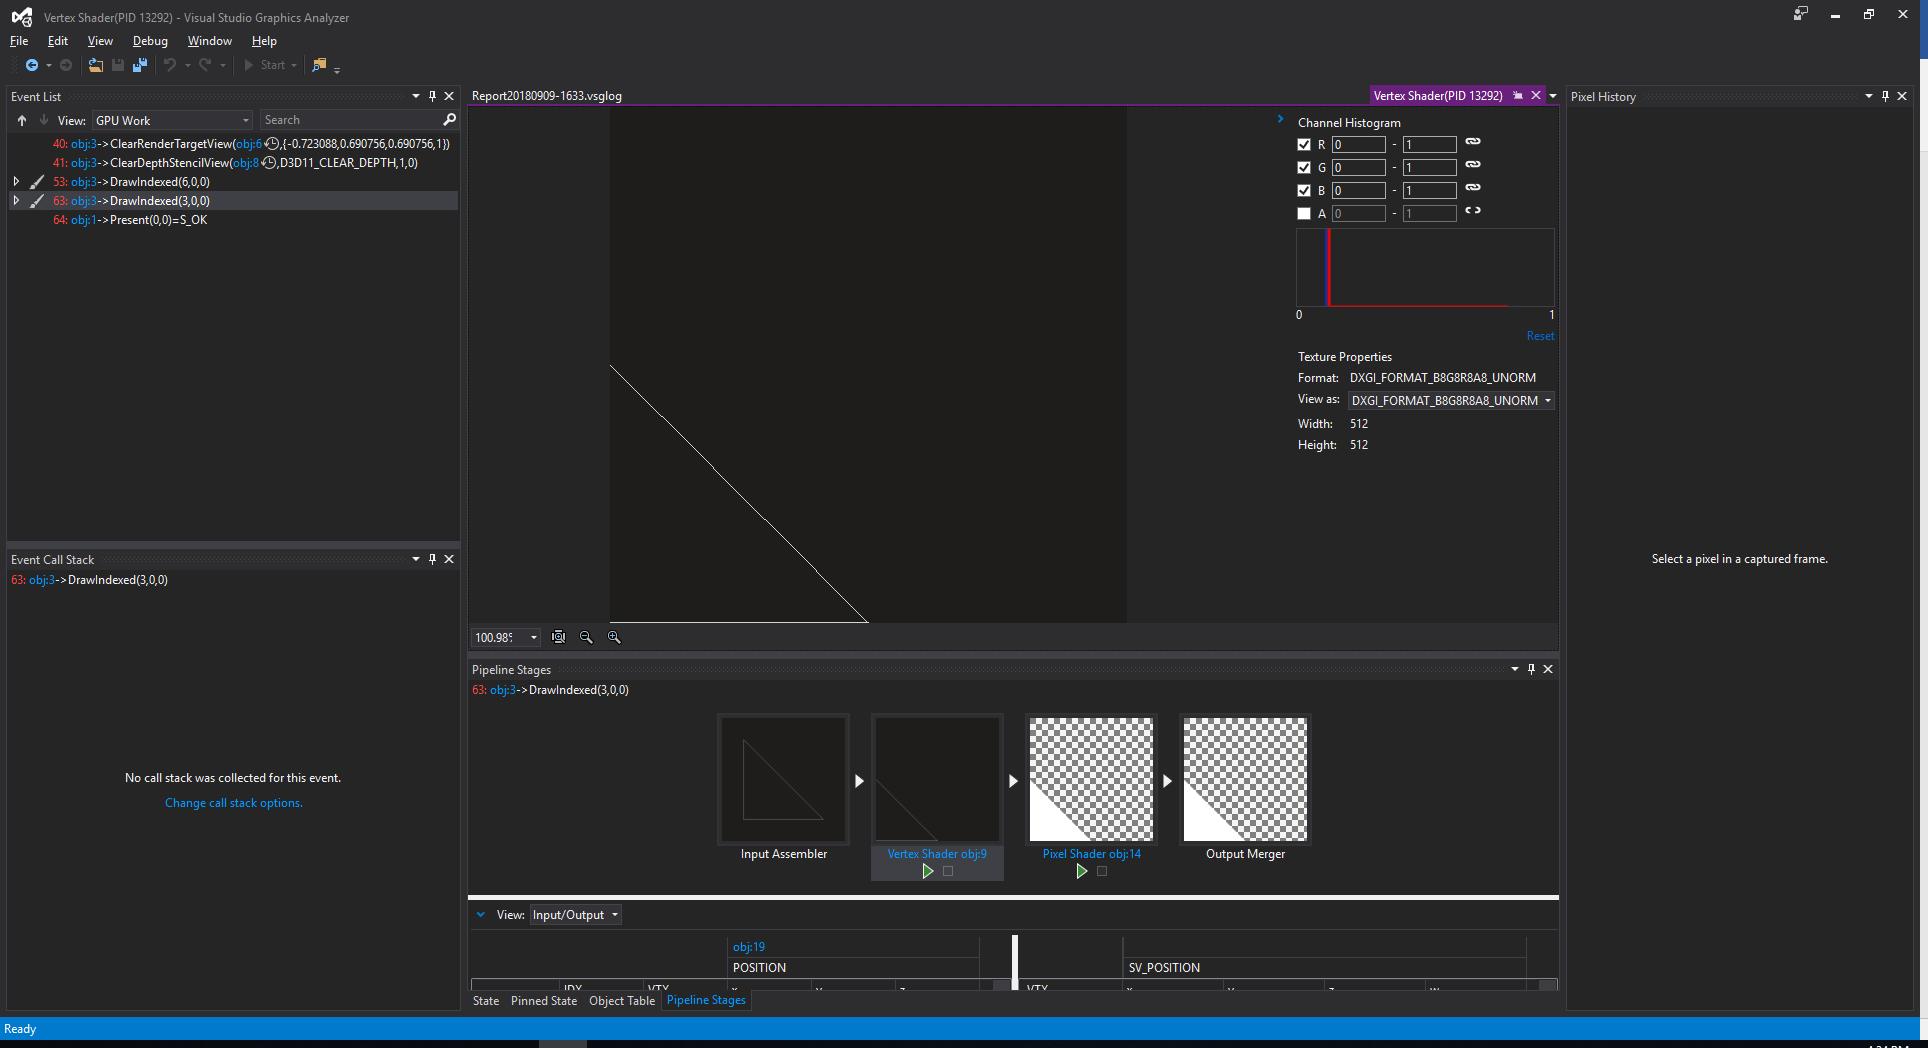 Vertex Shader(PID 13292) - Visual Studio Graphics Analyzer
File Edit View Debug Window Help
Start
Event List
View: GPU Work Search
40: obj:3->ClearRenderTargetView(obj:6,{-0.723088,0.690756,0.690756,1})
41: obj:3->ClearDepthStencilView(obj:8,D3D11_CLEAR_DEPTH,1,0)
53: obj:3->DrawIndexed(6,0,0)
63: obj:3->DrawIndexed(3,0,0)
64: obj:1->Present(0,0)=S_OK
Event Call Stack
63: obj:3->DrawIndexed(3,0,0)
No call stack was collected for this event.
Change call stack options.
Report20180909-1633.vsglog Vertex Shader(PID 13292)
Channel Histogram
R 0 - 1
G 0 - 1
B 0 - 1
A 0 - 1
0 1
Reset
Texture Properties
Format: DXGI_FORMAT_B8G8R8A8_UNORM
View as: DXGI_FORMAT_B8G8R8A8_UNORM
Width: 512
Height: 512
100.98%
Pipeline Stages
63: obj:3->DrawIndexed(3,0,0)
Input Assembler Vertex Shader obj:9 Pixel Shader obj:14 Output Merger
View: Input/Output
obj:19
POSITION SV_POSITION
IDX VTX x y z VTX x y z w
State Pinned State Object Table Pipeline Stages
Pixel History
Select a pixel in a captured frame.
Ready